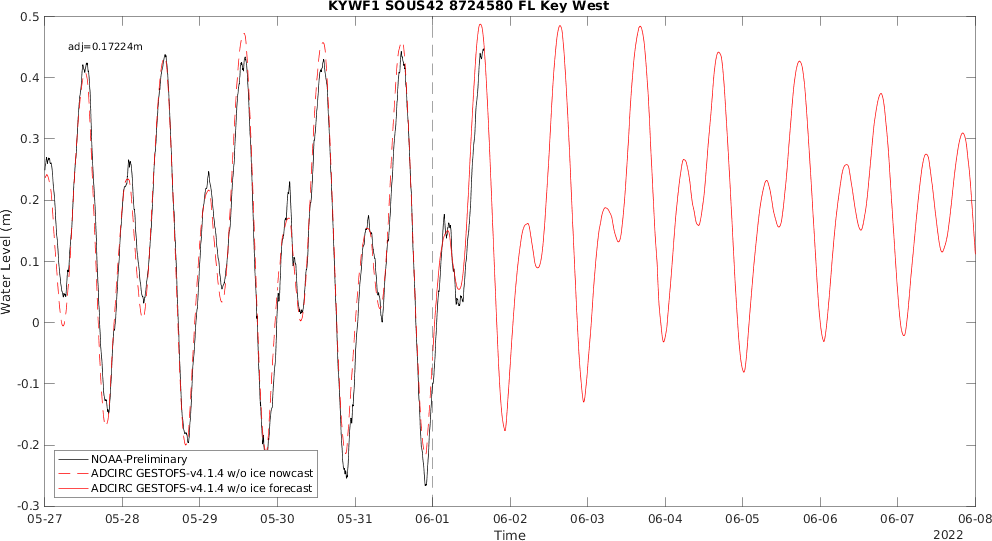 KYWF1 SOUS42 8724580 FL Key West
adj=0.17224m
0.5
0.4
0.3
0.2
0.1
0
-0.1
-0.2
-0.3
Water Level (m)
NOAA-Preliminary
ADCIRC GESTOFS-v4.1.4 w/o ice nowcast
ADCIRC GESTOFS-v4.1.4 w/o ice forecast
05-27 05-28 05-29 05-30 05-31 06-01 06-02 06-03 06-04 06-05 06-06 06-07 06-08
Time
2022